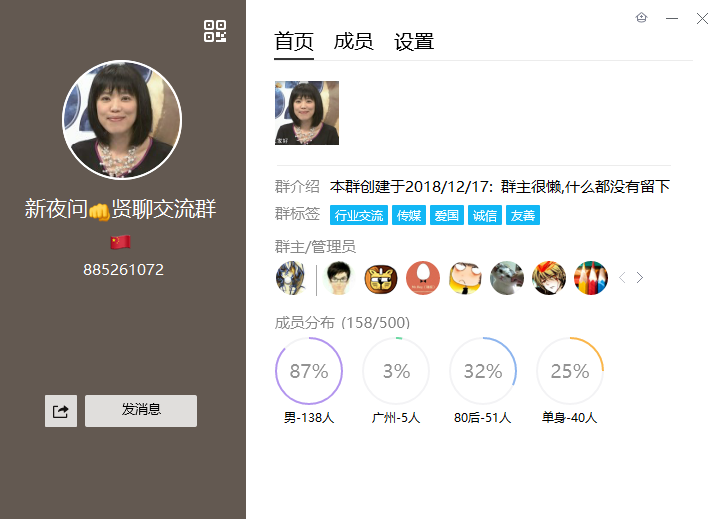 首页 成员 设置
新夜问👊贤聊交流群
🇨🇳
885261072
发消息
群介绍 本群创建于2018/12/17: 群主很懒,什么都没有留下
群标签 行业交流 传媒 爱国 诚信 友善
群主/管理员
成员分布 (158/500)
87% 3% 32% 25%
男-138人 广州-5人 80后-51人 单身-40人